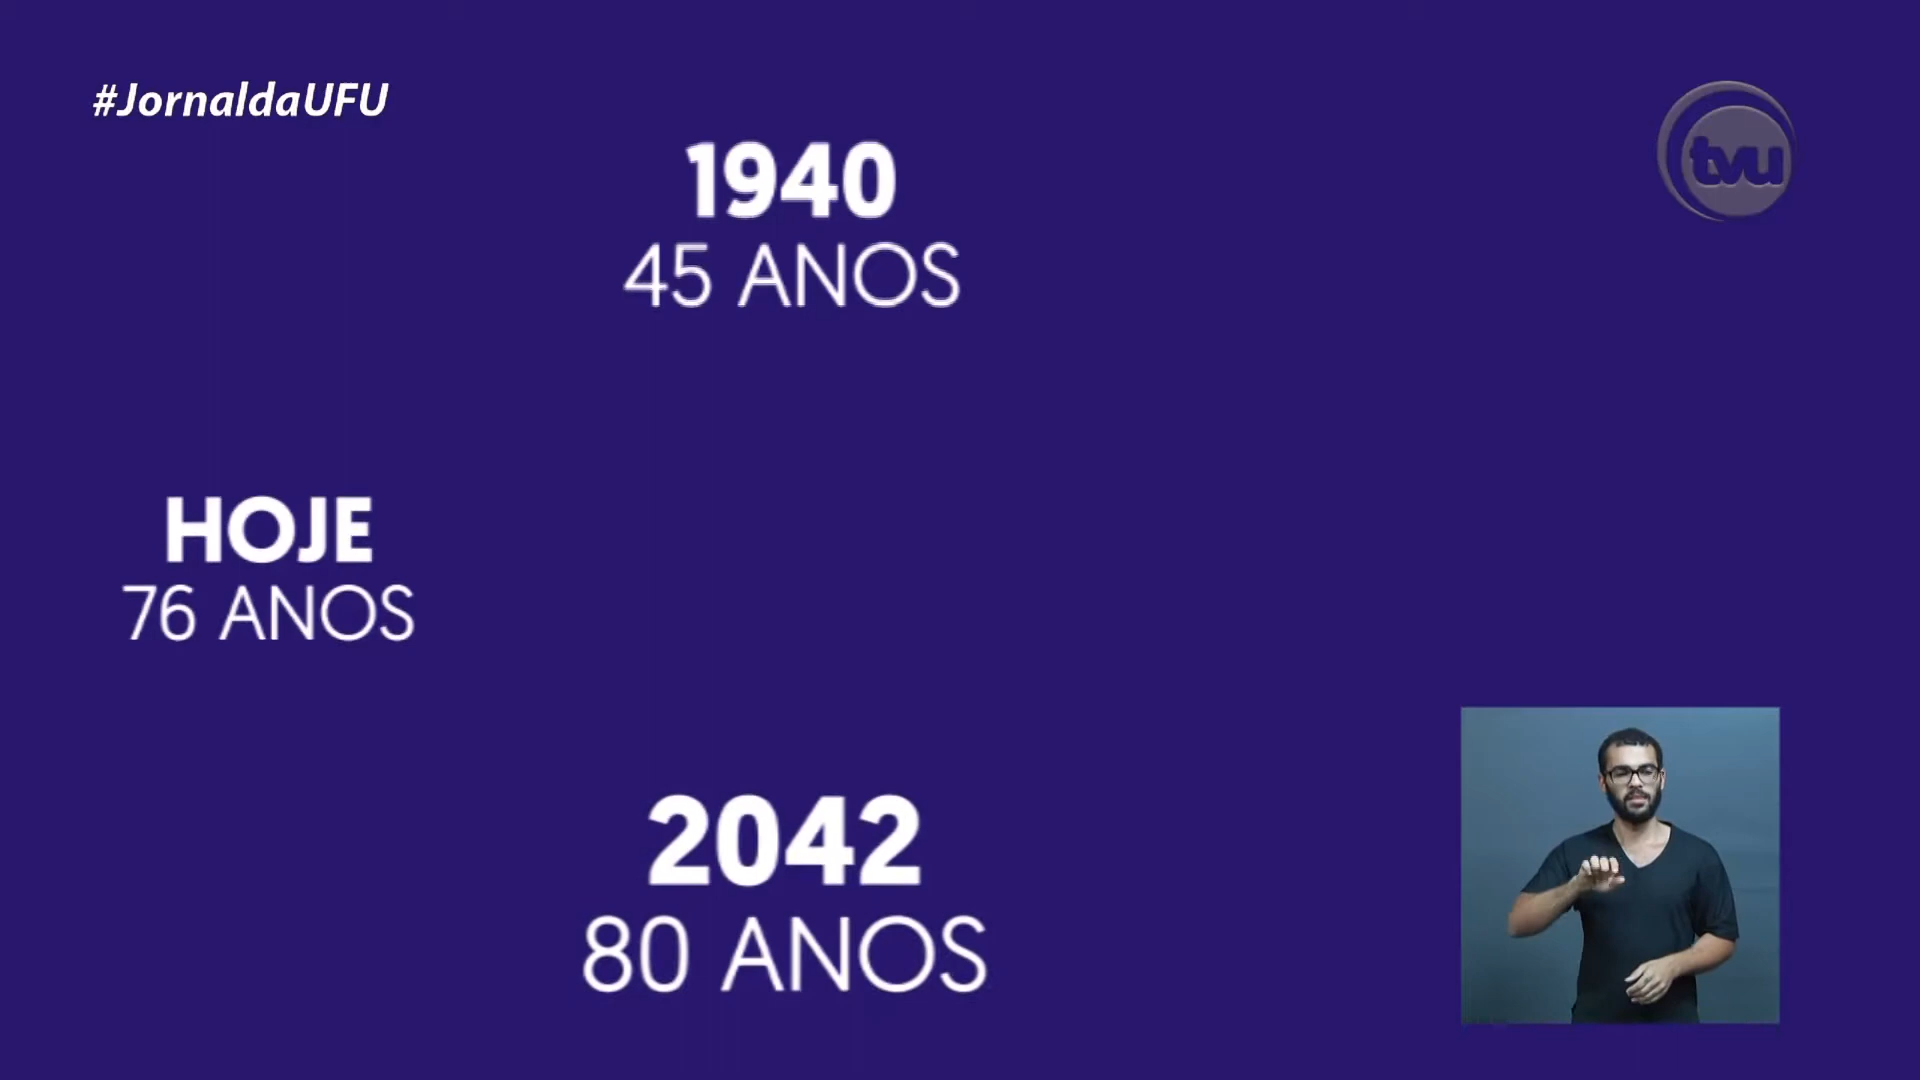 #JornaldaUFU
tvu
1940
45 ANOS
HOJE
76 ANOS
2042
80 ANOS